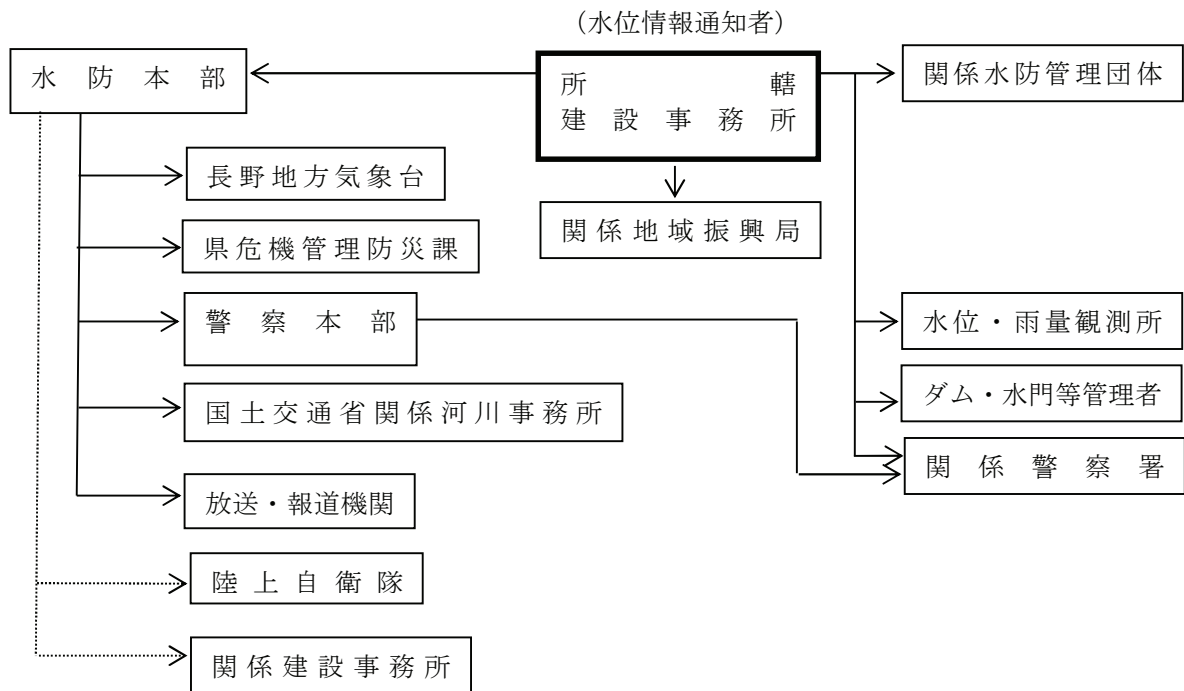 （水位情報通知者）
水防本部
所轄
建設事務所
関係水防管理団体
長野地方気象台
関係地域振興局
県危機管理防災課
警察本部
水位・雨量観測所
国土交通省関係河川事務所
ダム・水門等管理者
関係警察署
放送・報道機関
陸上自衛隊
関係建設事務所